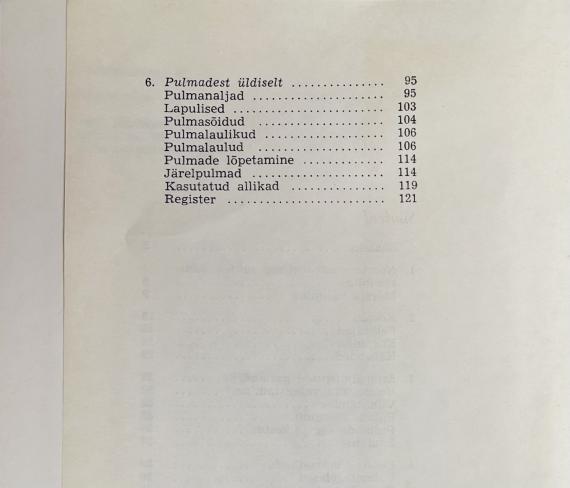 6. Pulmadest üldiselt ............... 95
Pulmanaljad .................... 95
Lapulised ....................... 103
Pulmasõidud ................... 104
Pulmalaulikud .................. 106
Pulmalaulud ................... 106
Pulmade lõpetamine ............. 114
Järelpulmad .................... 114
Kasutatud allikad ............... 119
Register ........................ 121